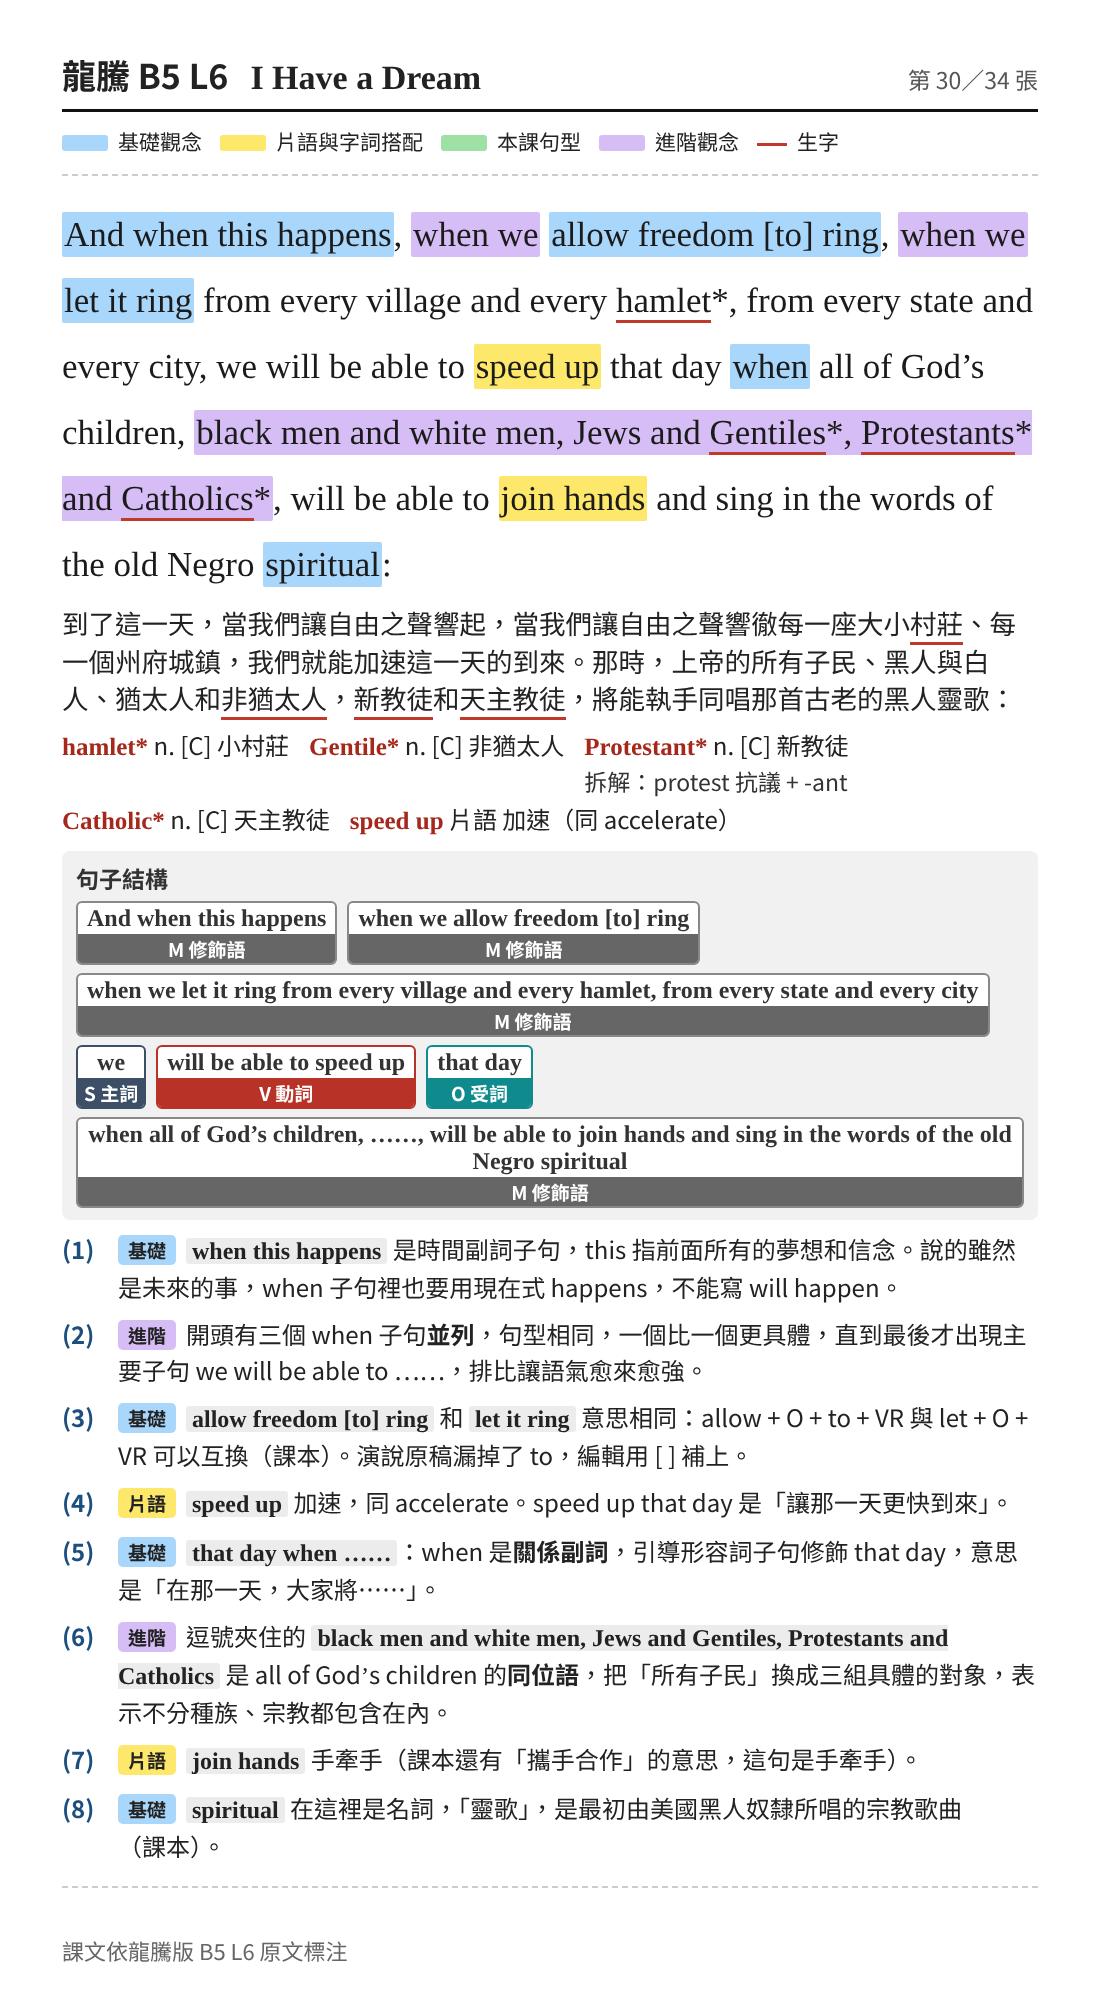 龍騰 B5 L6 I Have a Dream
第 30／34 張
基礎觀念 片語與字詞搭配 本課句型 進階觀念 生字
And when this happens, when we allow freedom [to] ring, when we
let it ring from every village and every hamlet*, from every state and
every city, we will be able to speed up that day when all of God’s
children, black men and white men, Jews and Gentiles*, Protestants*
and Catholics*, will be able to join hands and sing in the words of
the old Negro spiritual:
到了這一天，當我們讓自由之聲響起，當我們讓自由之聲響徹每一座大小村莊、每
一個州府城鎮，我們就能加速這一天的到來。那時，上帝的所有子民、黑人與白
人、猶太人和非猶太人，新教徒和天主教徒，將能執手同唱那首古老的黑人靈歌：
hamlet* n. [C] 小村莊 Gentile* n. [C] 非猶太人 Protestant* n. [C] 新教徒
拆解：protest 抗議 + -ant
Catholic* n. [C] 天主教徒 speed up 片語 加速（同 accelerate）
句子結構
And when this happens when we allow freedom [to] ring
M 修飾語 M 修飾語
when we let it ring from every village and every hamlet, from every state and every city
M 修飾語
we will be able to speed up that day
S 主詞 V 動詞 O 受詞
when all of God’s children, ……, will be able to join hands and sing in the words of the old
Negro spiritual
M 修飾語
(1) 基礎 when this happens 是時間副詞子句，this 指前面所有的夢想和信念。說的雖然
是未來的事，when 子句裡也要用現在式 happens，不能寫 will happen。
(2) 進階 開頭有三個 when 子句並列，句型相同，一個比一個更具體，直到最後才出現主
要子句 we will be able to ……，排比讓語氣愈來愈強。
(3) 基礎 allow freedom [to] ring 和 let it ring 意思相同：allow + O + to + VR 與 let + O +
VR 可以互換（課本）。演說原稿漏掉了 to，編輯用 [ ] 補上。
(4) 片語 speed up 加速，同 accelerate。speed up that day 是「讓那一天更快到來」。
(5) 基礎 that day when ……：when 是關係副詞，引導形容詞子句修飾 that day，意思
是「在那一天，大家將……」。
(6) 進階 逗號夾住的 black men and white men, Jews and Gentiles, Protestants and
Catholics 是 all of God’s children 的同位語，把「所有子民」換成三組具體的對象，表
示不分種族、宗教都包含在內。
(7) 片語 join hands 手牽手（課本還有「攜手合作」的意思，這句是手牽手）。
(8) 基礎 spiritual 在這裡是名詞，「靈歌」，是最初由美國黑人奴隸所唱的宗教歌曲
（課本）。
課文依龍騰版 B5 L6 原文標注